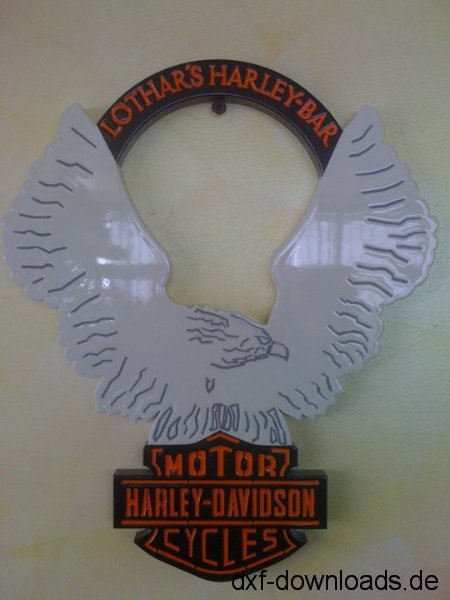 LOTHAR'S HARLEY-BAR
MOTOR
HARLEY-DAVIDSON
CYCLES
dxf-downloads.de